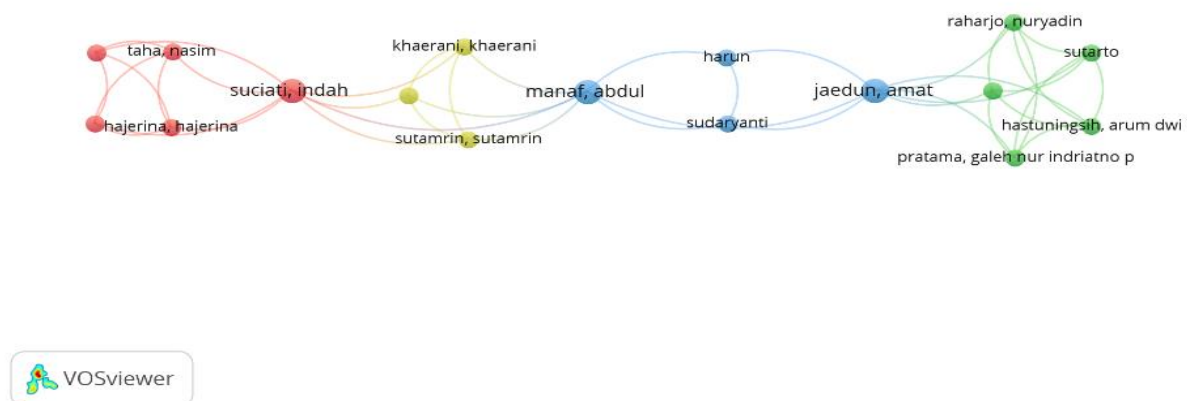 raharjo, nuryadin
khaerani, khaerani
taha, nasim
harun
sutarto
suciati, indah
manaf, abdul
jaedun, amat
hajerina, hajerina
sutamrin, sutamrin
sudaryanti
hastuningsih, arum dwi
pratama, galeh nur indriatno p
VOSviewer